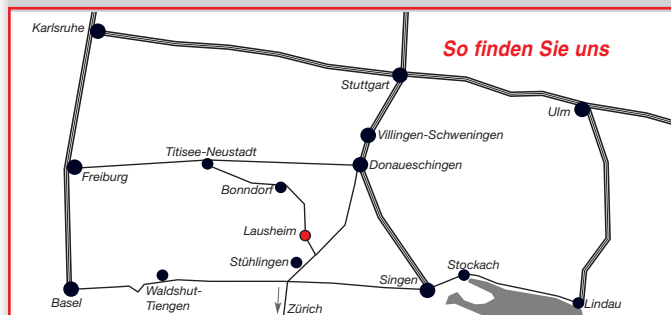 Karlsruhe
So finden Sie uns
Stuttgart
Ulm
Villingen-Schweningen
Titisee-Neustadt
Donaueschingen
Freiburg
Bonndorf
Lausheim
Stühlingen
Stockach
Singen
Basel
Waldshut-
Tiengen
Zürich
Lindau